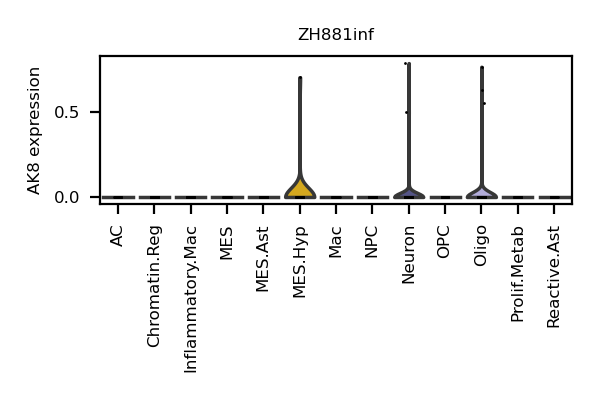 ZH881inf
AK8 expression
0.5
0.0
AC
Chromatin.Reg
Inflammatory.Mac
MES
MES.Ast
MES.Hyp
Mac
NPC
Neuron
OPC
Oligo
Prolif.Metab
Reactive.Ast